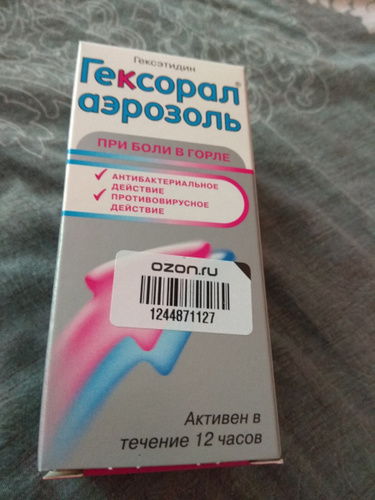 Гексэтидин
Гексорал®
аэрозоль
ПРИ БОЛИ В ГОРЛЕ
АНТИБАКТЕРИАЛЬНОЕ
ДЕЙСТВИЕ
ПРОТИВОВИРУСНОЕ
ДЕЙСТВИЕ
ozon.ru
1244871127
Активен в
течение 12 часов